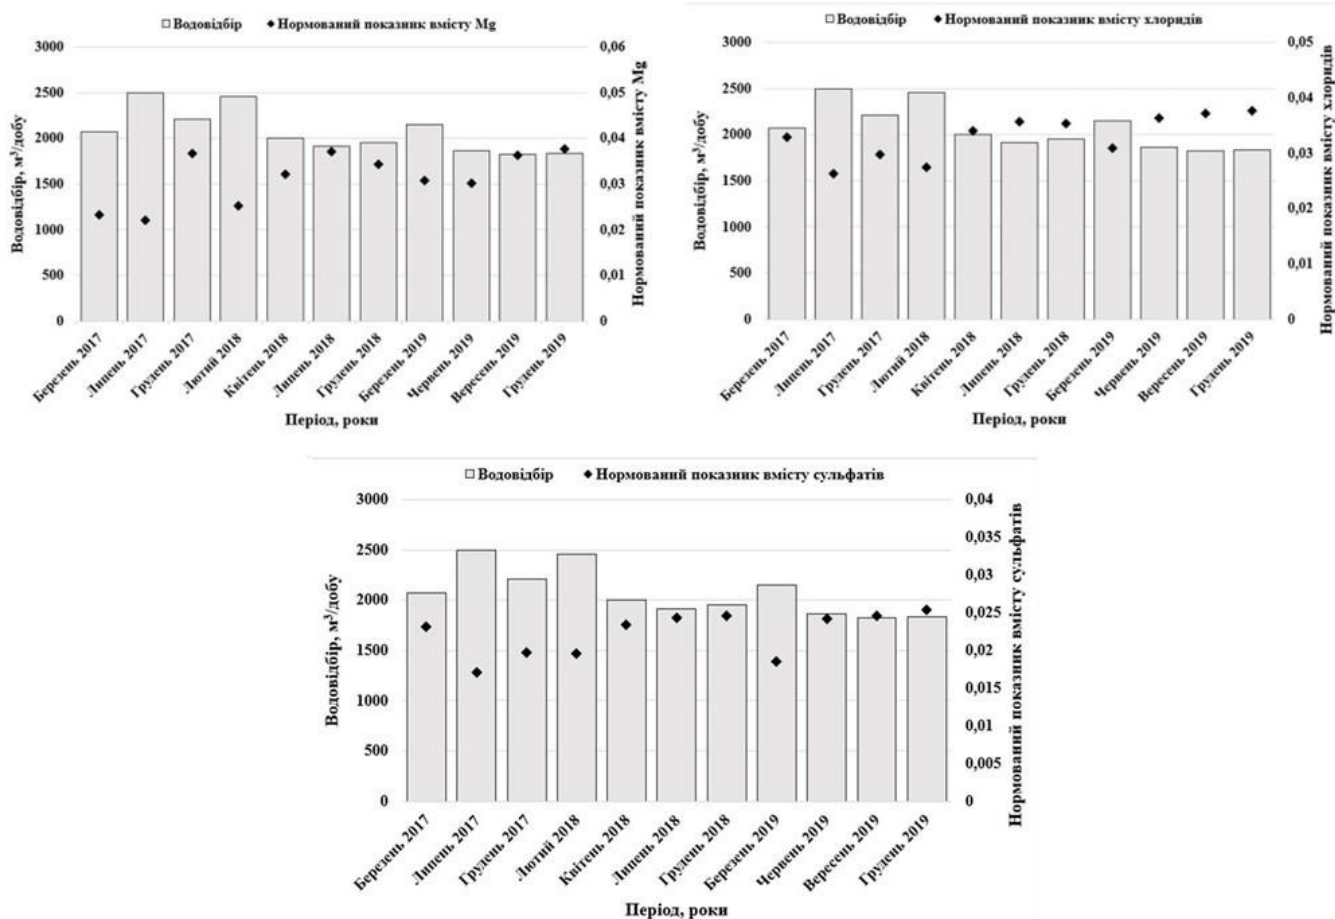 Водовідбір ◆ Нормований показник вмісту Mg
3000
2500
2000
1500
1000
500
0
Водовідбір, м³/добу
0,06
0,05
0,04
0,03
0,02
0,01
0
Нормований показник вмісту Mg
Березень 2017
Липень 2017
Грудень 2017
Лютий 2018
Квітень 2018
Липень 2018
Грудень 2018
Березень 2019
Червень 2019
Вересень 2019
Грудень 2019
Період, роки
Водовідбір ◆ Нормований показник вмісту хлоридів
3000
2500
2000
1500
1000
500
0
Водовідбір, м³/добу
0,05
0,04
0,03
0,02
0,01
0
Нормований показник вмісту хлоридів
Березень 2017
Липень 2017
Грудень 2017
Лютий 2018
Квітень 2018
Липень 2018
Грудень 2018
Березень 2019
Червень 2019
Вересень 2019
Грудень 2019
Період, роки
Водовідбір ◆ Нормований показник вмісту сульфатів
3000
2500
2000
1500
1000
500
0
Водовідбір, м³/добу
0,04
0,035
0,03
0,025
0,02
0,015
0,01
0,005
0
Нормований показник вмісту сульфатів
Березень 2017
Липень 2017
Грудень 2017
Лютий 2018
Квітень 2018
Липень 2018
Грудень 2018
Березень 2019
Червень 2019
Вересень 2019
Грудень 2019
Період, роки